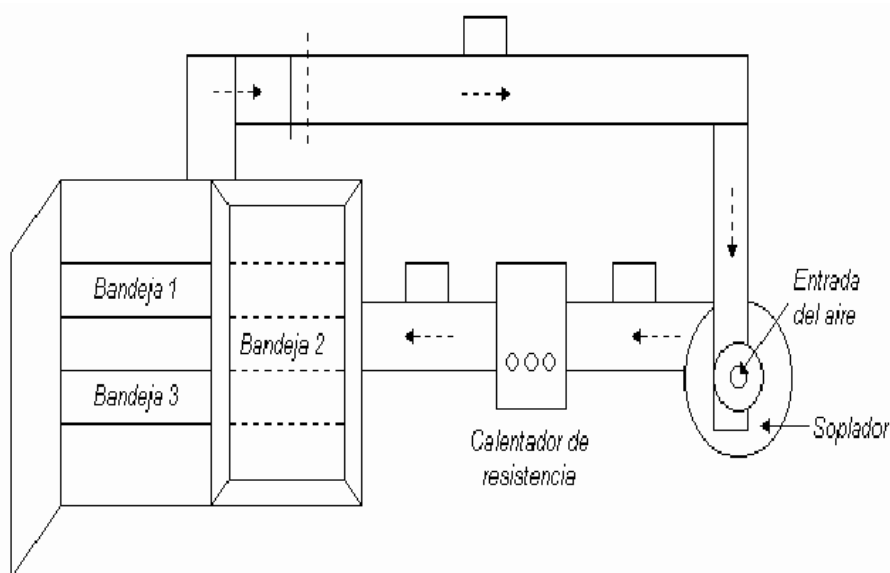 Bandeja 1
Bandeja 2
Bandeja 3
Entrada
del aire
Calentador de
resistencia
Soplador